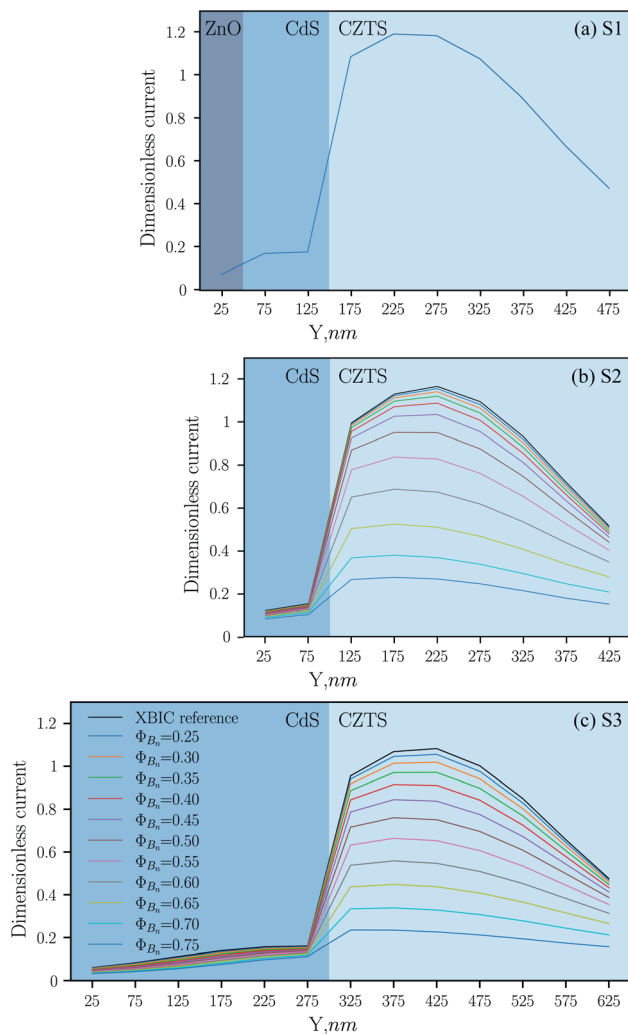 ZnO CdS CZTS (a) S1
Dimensionless current
1.2
1
0.8
0.6
0.4
0.2
0
25 75 125 175 225 275 325 375 425 475
Y,nm
CdS CZTS (b) S2
Dimensionless current
1.2
1
0.8
0.6
0.4
0.2
0
25 75 125 175 225 275 325 375 425
Y,nm
CdS CZTS (c) S3
Dimensionless current
1.2
1
0.8
0.6
0.4
0.2
0
XBIC reference
Φ_{B_n}=0.25
Φ_{B_n}=0.30
Φ_{B_n}=0.35
Φ_{B_n}=0.40
Φ_{B_n}=0.45
Φ_{B_n}=0.50
Φ_{B_n}=0.55
Φ_{B_n}=0.60
Φ_{B_n}=0.65
Φ_{B_n}=0.70
Φ_{B_n}=0.75
25 75 125 175 225 275 325 375 425 475 525 575 625
Y,nm